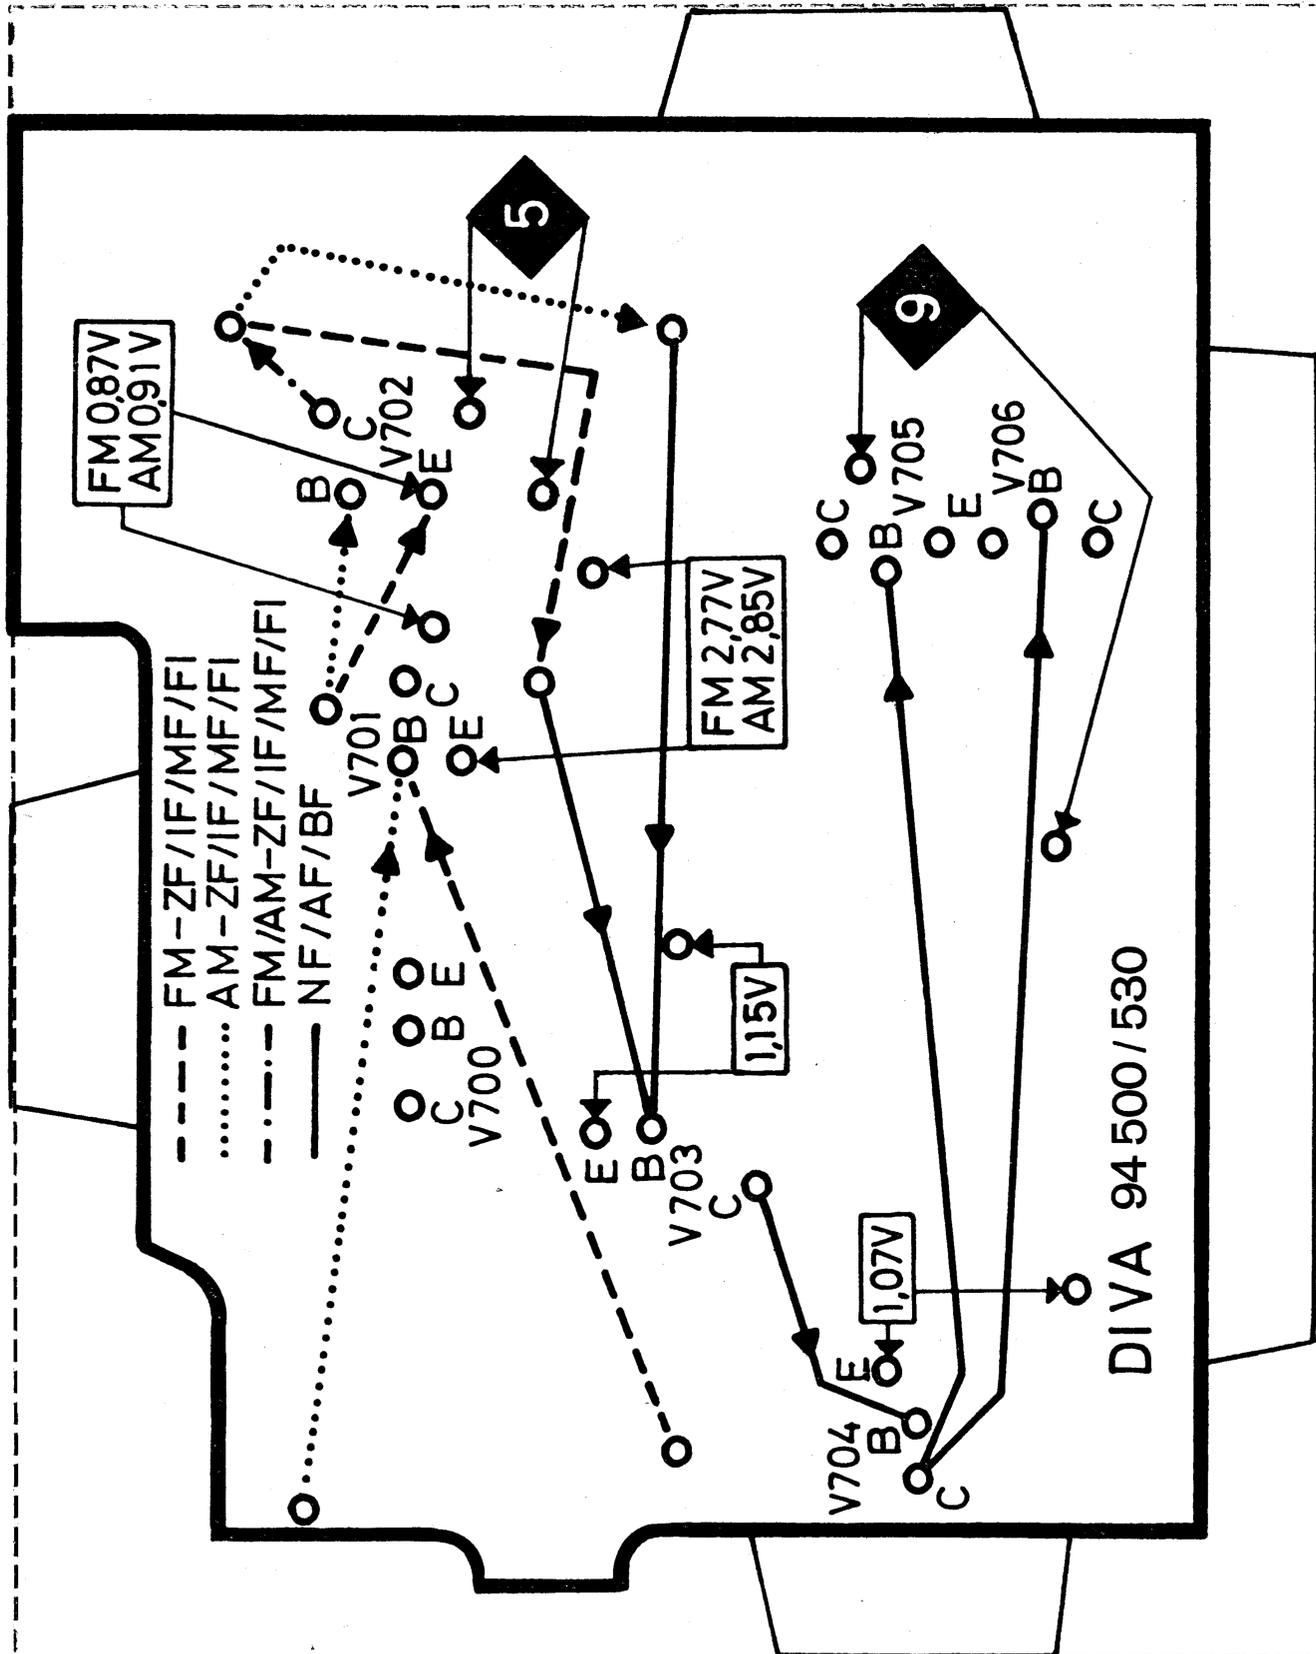 FM-ZF/IF/MF/FI
AM-ZF/IF/MF/FI
FM/AM-ZF/IF/MF/FI
NF/AF/BF
FM 0,87V
AM 0,91V
B
C
V702
E
5
V701
B
C
E
C
B
E
V700
FM 2,77V
AM 2,85V
E
B
V703
C
1,15V
9
C
B
V705
E
V706
B
C
V704
B
E
C
1,07V
DIVA 94 500/530